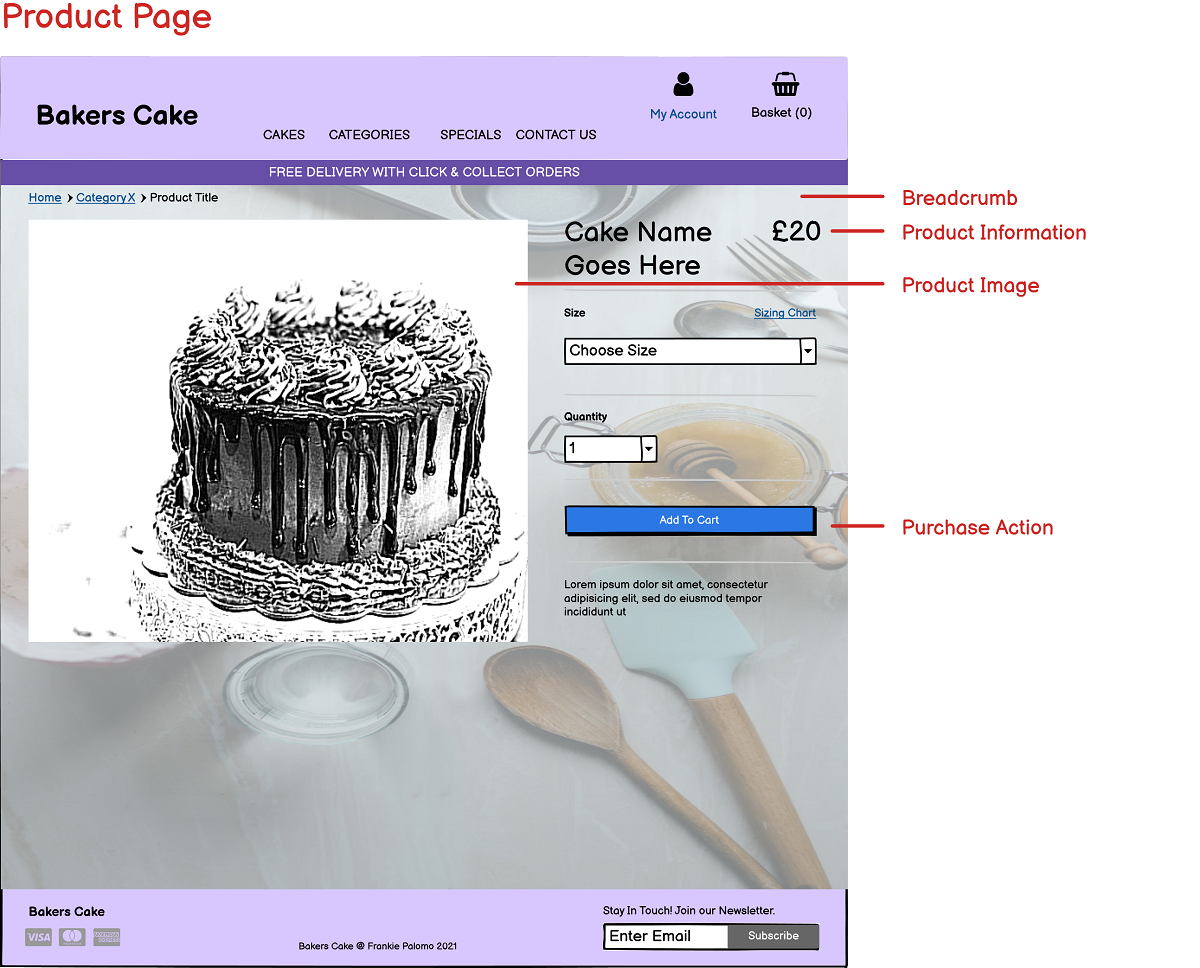 Product Page
My Account
Basket (0)
Bakers Cake
CAKES CATEGORIES SPECIALS CONTACT US
FREE DELIVERY WITH CLICK & COLLECT ORDERS
Home > Category X > Product Title
Breadcrumb
Cake Name £20
Goes Here
Product Information
Product Image
Size Sizing Chart
Choose Size
Quantity
1
Add To Cart
Purchase Action
Lorem ipsum dolor sit amet, consectetur
adipisicing elit, sed do eiusmod tempor
incididunt ut
Bakers Cake
VISA
Stay In Touch! Join our Newsletter.
Enter Email Subscribe
Bakers Cake @ Frankie Palomo 2021